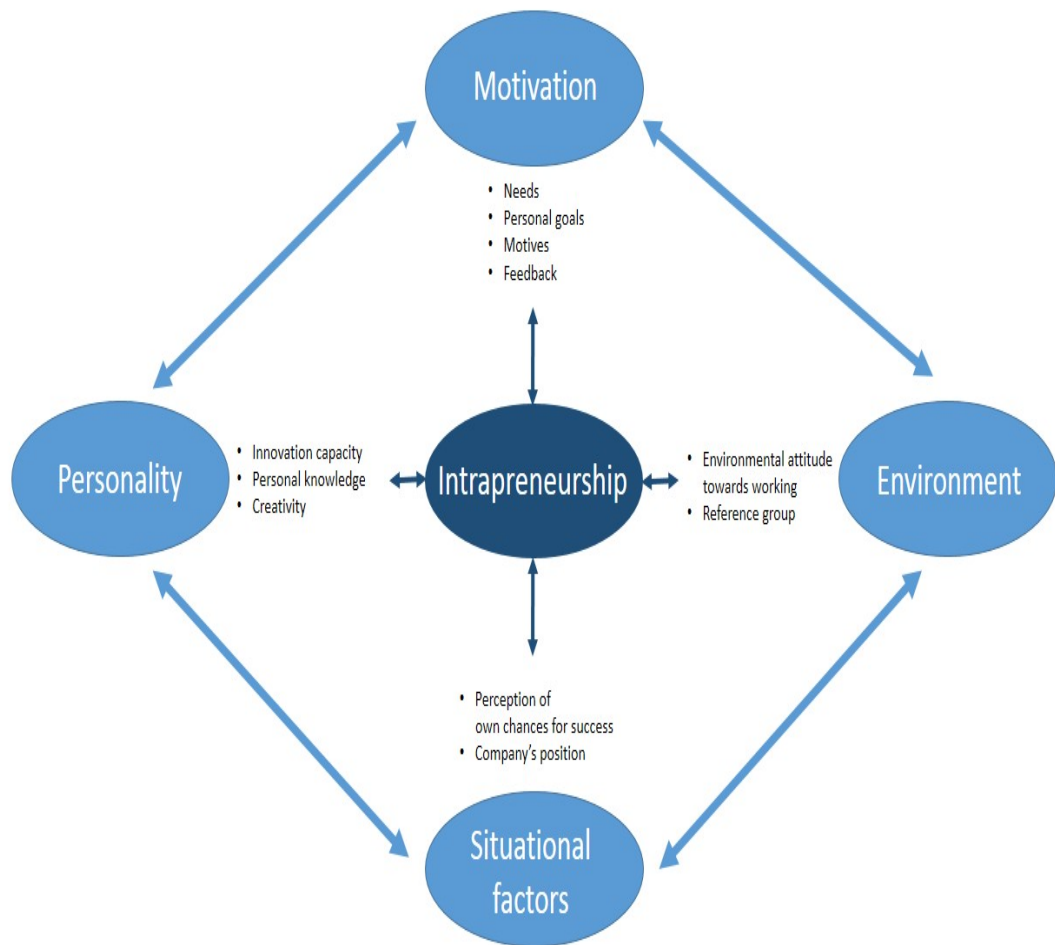 Motivation
• Needs
• Personal goals
• Motives
• Feedback
Personality
• Innovation capacity
• Personal knowledge
• Creativity
Intrapreneurship
• Environmental attitude
towards working
• Reference group
Environment
• Perception of
own chances for success
• Company's position
Situational
factors